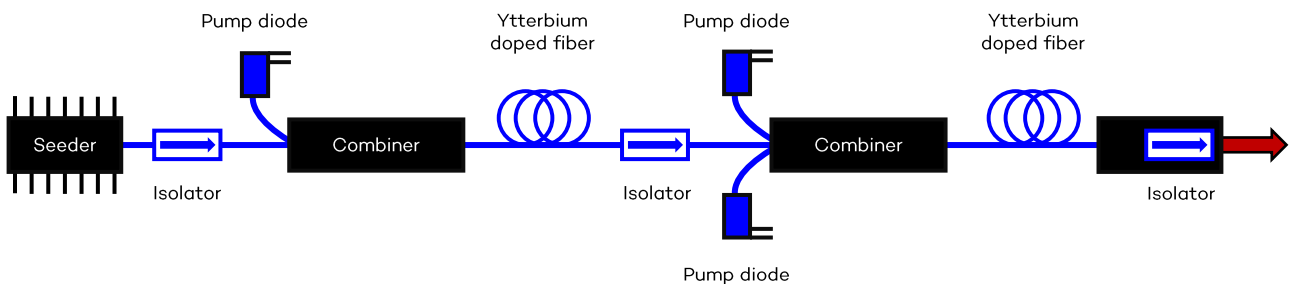 Pump diode
Ytterbium
doped fiber
Pump diode
Ytterbium
doped fiber
Seeder
Combiner
Combiner
Isolator
Isolator
Isolator
Pump diode